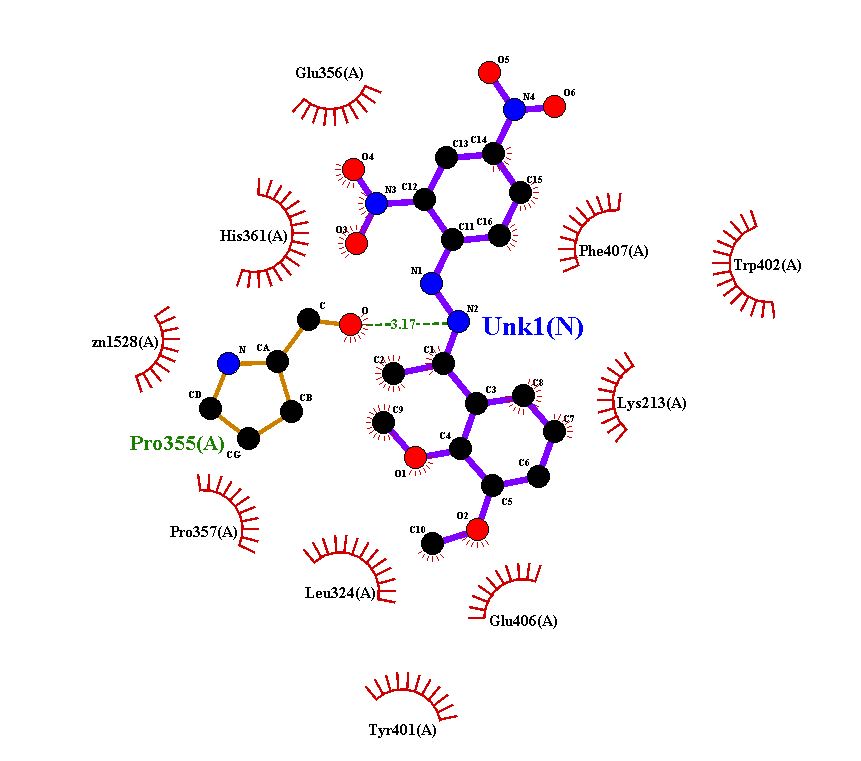 O5
O6
N4
Glu356(A)
C13
C14
O4
C15
N3
C12
O3
C11
C16
His361(A)
Phe407(A)
Trp402(A)
N1
C
O
3.17
N2
Unk1(N)
zn1528(A)
N
CA
C2
C1
C8
C3
CD
CB
C9
C7
Lys213(A)
Pro355(A)
CG
C4
C6
O1
C5
Pro357(A)
O2
C10
Leu324(A)
Glu406(A)
Tyr401(A)